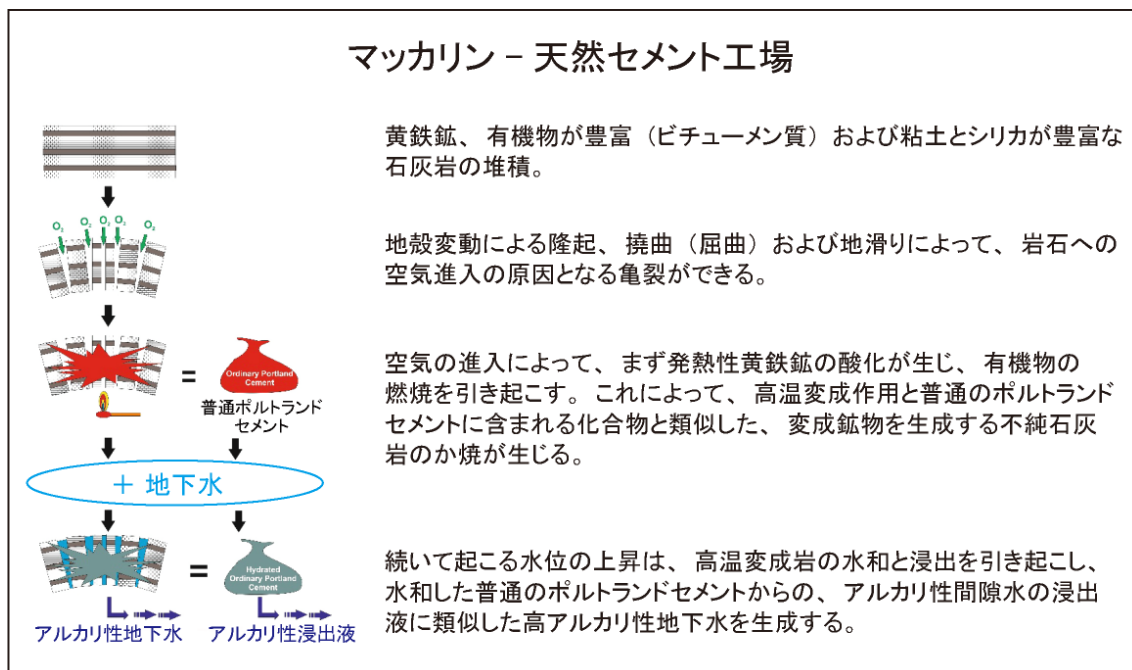 マッカリン – 天然セメント工場
黄鉄鉱、有機物が豊富（ビチューメン質）および粘土とシリカが豊富な
石灰岩の堆積。
O₂ O₂ O₂ O₂ O₂
地殻変動による隆起、撓曲（屈曲）および地滑りによって、岩石への
空気進入の原因となる亀裂ができる。
=
Ordinary Portland
Cement
普通ポルトランド
セメント
空気の進入によって、まず発熱性黄鉄鉱の酸化が生じ、有機物の
燃焼を引き起こす。これによって、高温変成作用と普通のポルトランド
セメントに含まれる化合物と類似した、変成鉱物を生成する不純石灰
岩のか焼が生じる。
＋ 地下水
=
Hydrated
Ordinary Portland
Cement
アルカリ性地下水
アルカリ性浸出液
続いて起こる水位の上昇は、高温変成岩の水和と浸出を引き起こし、
水和した普通のポルトランドセメントからの、アルカリ性間隙水の浸出
液に類似した高アルカリ性地下水を生成する。